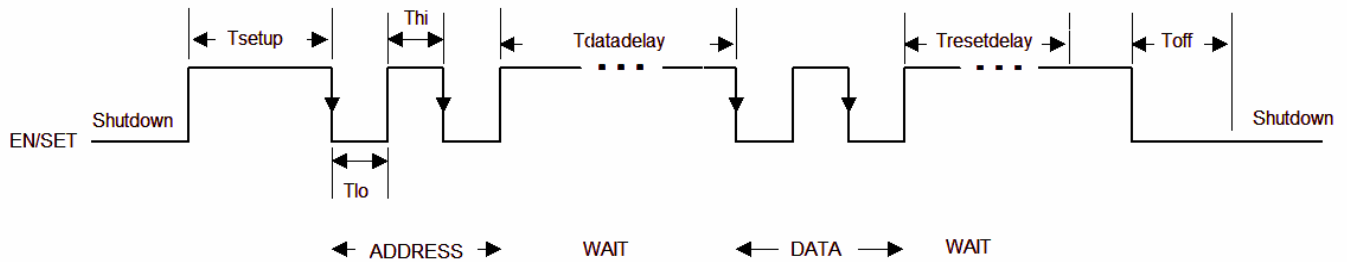 Thi
Tsetup
Tdatadelay
Tresetdelay
Toff
Shutdown
Shutdown
EN/SET
Tlo
ADDRESS
WAIT
DATA
WAIT